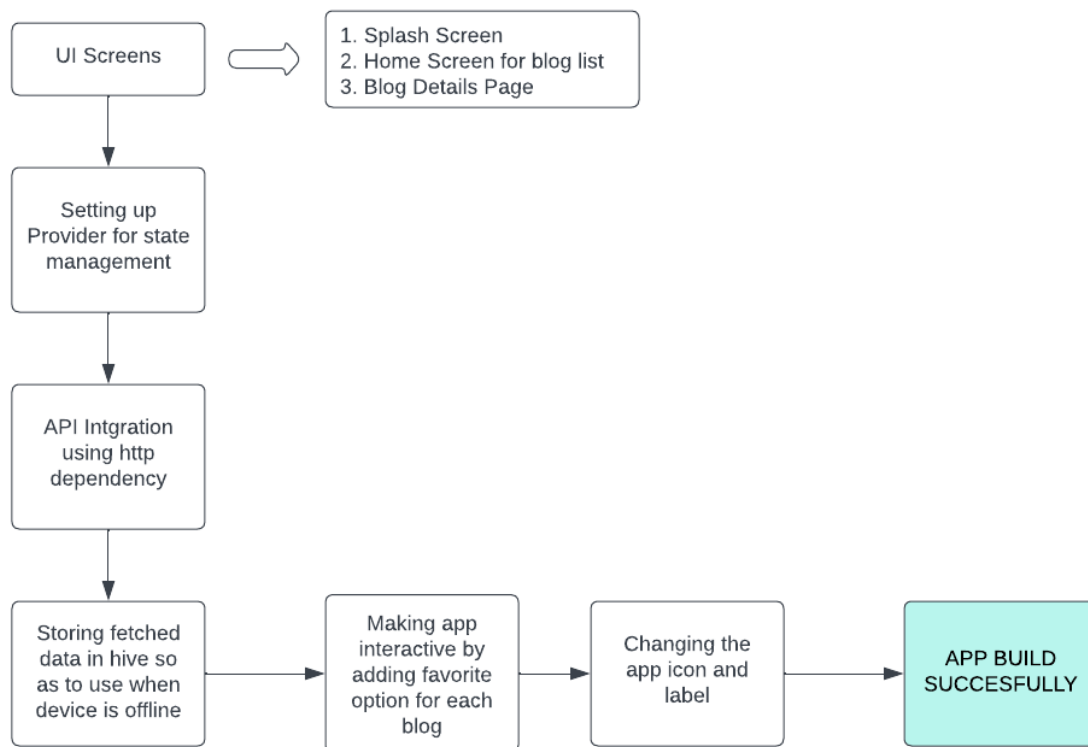 UI Screens
1. Splash Screen
2. Home Screen for blog list
3. Blog Details Page
Setting up
Provider for state
management
API Intgration
using http
dependency
Storing fetched
data in hive so
as to use when
device is offline
Making app
interactive by
adding favorite
option for each
blog
Changing the
app icon and
label
APP BUILD
SUCCESFULLY